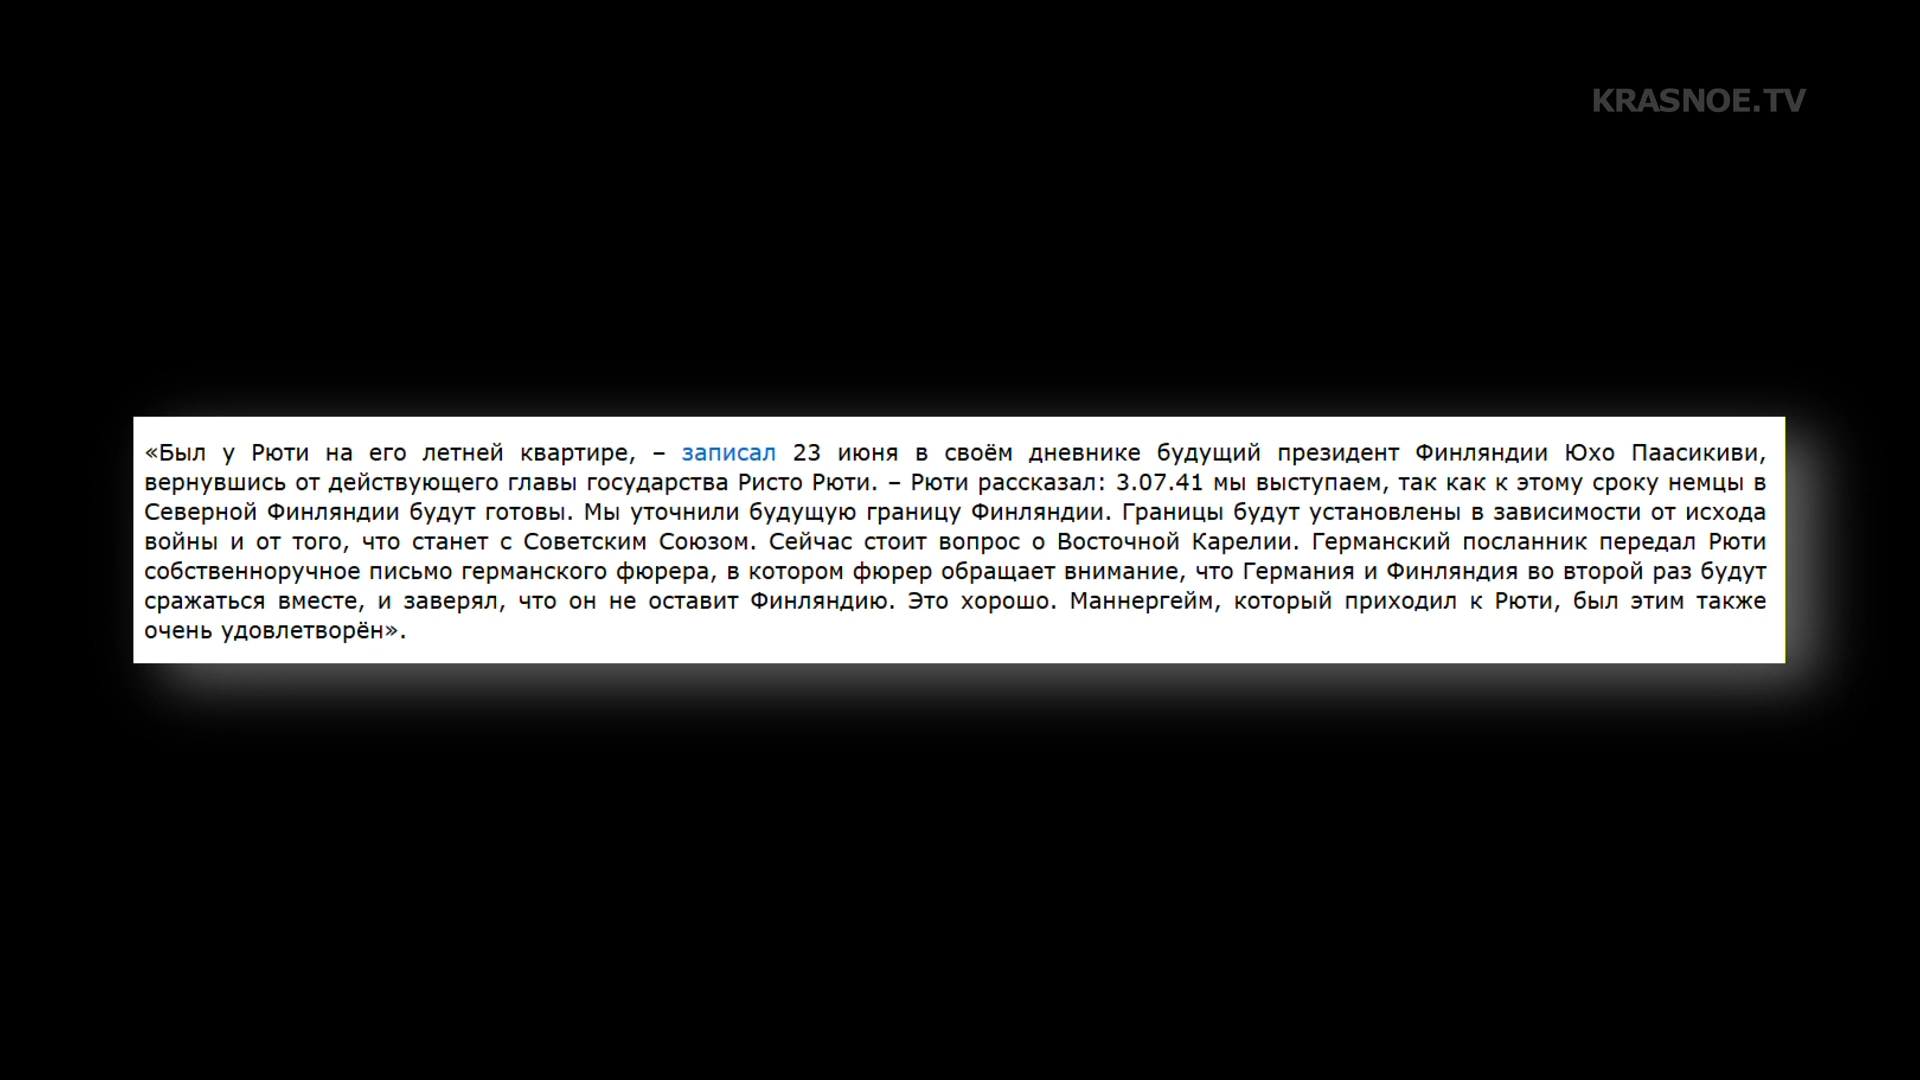 KRASNOE.TV
«Был у Рюти на его летней квартире, – записал 23 июня в своём дневнике будущий президент Финляндии Юхо Паасикиви,
вернувшись от действующего главы государства Ристо Рюти. – Рюти рассказал: 3.07.41 мы выступаем, так как к этому сроку немцы в
Северной Финляндии будут готовы. Мы уточнили будущую границу Финляндии. Границы будут установлены в зависимости от исхода
войны и от того, что станет с Советским Союзом. Сейчас стоит вопрос о Восточной Карелии. Германский посланник передал Рюти
собственноручное письмо германского фюрера, в котором фюрер обращает внимание, что Германия и Финляндия во второй раз будут
сражаться вместе, и заверял, что он не оставит Финляндию. Это хорошо. Маннергейм, который приходил к Рюти, был этим также
очень удовлетворён».